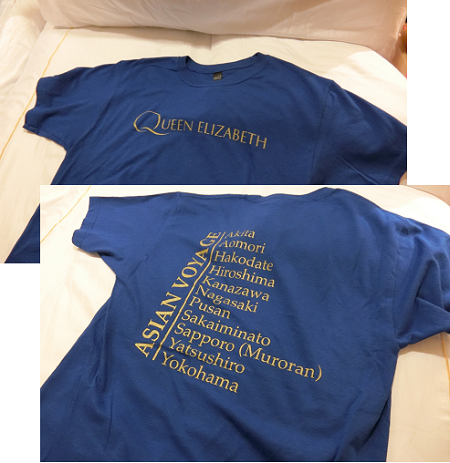 QUEEN ELIZABETH
ASIAN VOYAGE
Akita
Aomori
Hakodate
Hiroshima
Kanazawa
Nagasaki
Pusan
Sakaiminato
Sapporo (Muroran)
Yatsushiro
Yokohama